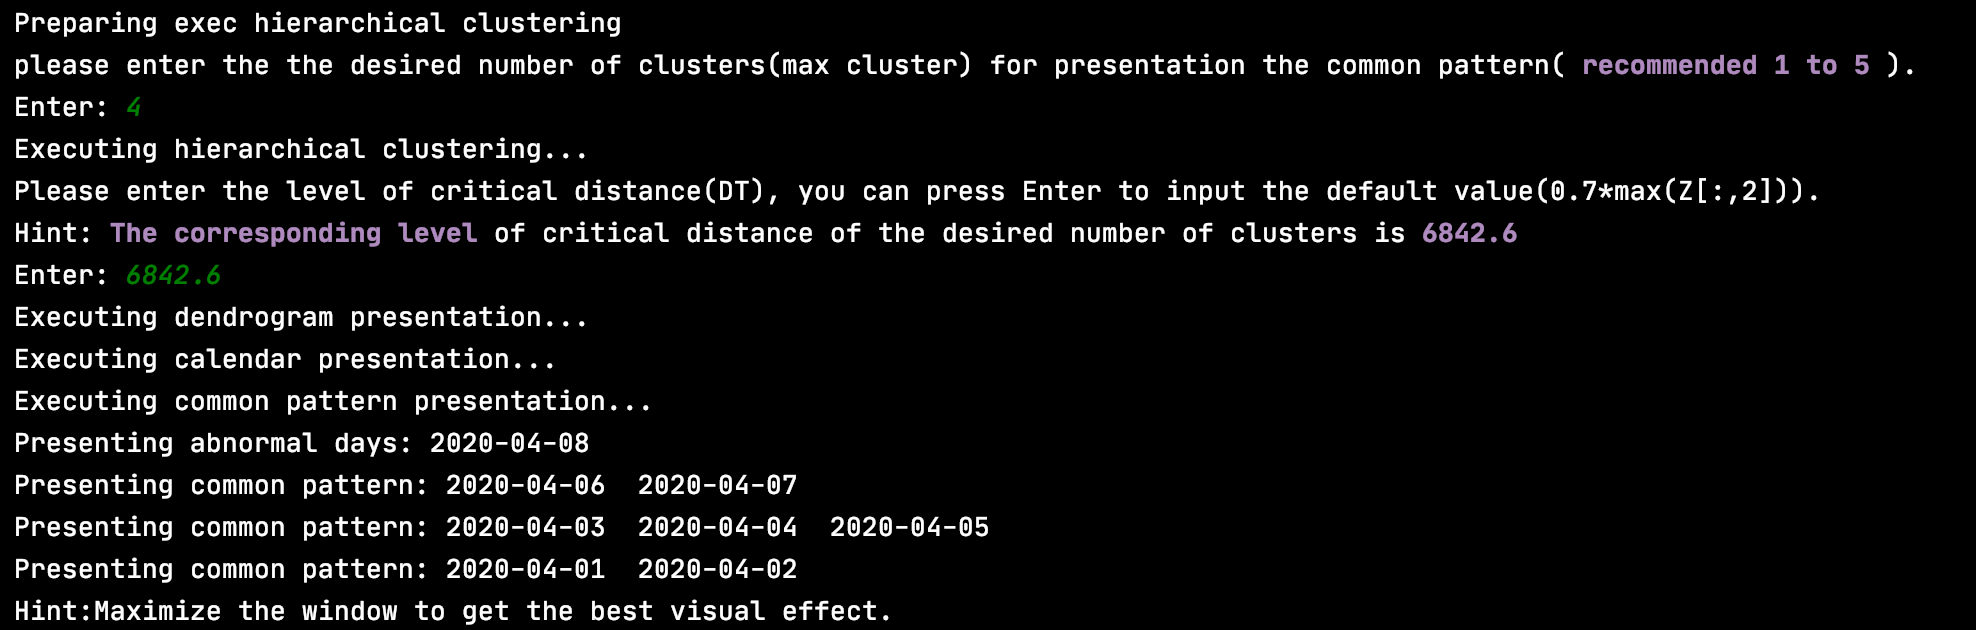 Preparing exec hierarchical clustering
please enter the the desired number of clusters(max cluster) for presentation the common pattern( recommended 1 to 5 ).
Enter: 4
Executing hierarchical clustering...
Please enter the level of critical distance(DT), you can press Enter to input the default value(0.7*max(Z[:,2])).
Hint: The corresponding level of critical distance of the desired number of clusters is 6842.6
Enter: 6842.6
Executing dendrogram presentation...
Executing calendar presentation...
Executing common pattern presentation...
Presenting abnormal days: 2020-04-08
Presenting common pattern: 2020-04-06  2020-04-07
Presenting common pattern: 2020-04-03  2020-04-04  2020-04-05
Presenting common pattern: 2020-04-01  2020-04-02
Hint:Maximize the window to get the best visual effect.